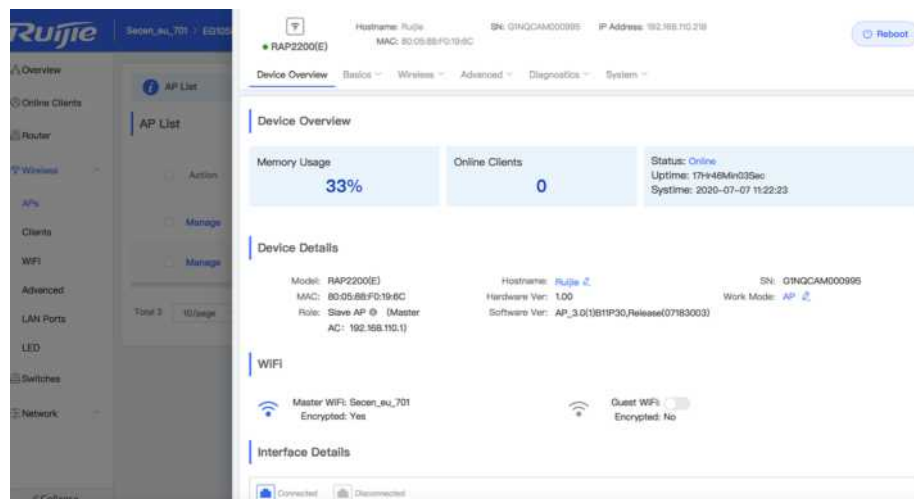 Ruijie
Secen_eu_701 >
Overview
Online Clients
Router
Wireless
APs
Clients
WiFi
Advanced
LAN Ports
LED
Switches
Network
AP List
AP List
Action
Manage
Manage
10/page
RAP2200(E)
Hostname: Ruijie
SN: G1NQCAM000995
IP Address: 192.168.110.218
MAC: 80:05:88:F0:19:6C
Reboot
Device Overview
Basics
Wireless
Advanced
Diagnostics
System
Device Overview
Memory Usage
33%
Online Clients
0
Status: Online
Uptime: 17Hr46Min03Sec
Systime: 2020-07-07 11:22:23
Device Details
Model: RAP2200(E)
Hostname: Ruijie
SN: G1NQCAM000995
MAC: 80:05:88:F0:19:6C
Hardware Ver: 1.00
Work Mode: AP
Role: Slave AP (Master
AC: 192.168.110.1)
Software Ver: AP_3.0(1)B11P30,Release(07183003)
WiFi
Master WiFi: Secen_eu_701
Encrypted: Yes
Guest WiFi:
Encrypted: No
Interface Details
Connected
Disconnected